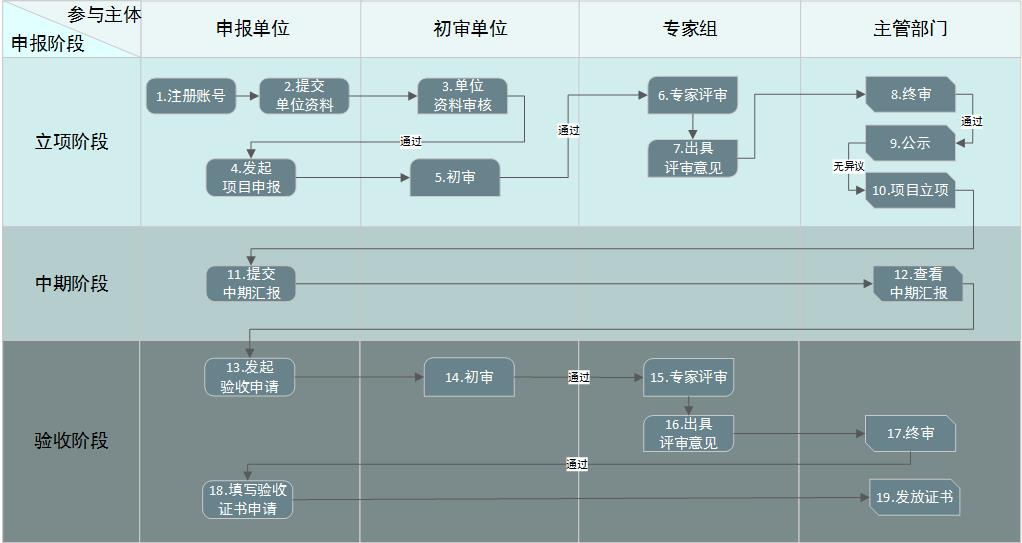 参与主体
申报阶段
申报单位
初审单位
专家组
主管部门
立项阶段
1.注册账号
2.提交
单位资料
3.单位
资料审核
通过
4.发起
项目申报
5.初审
通过
6.专家评审
7.出具
评审意见
8.终审
通过
9.公示
无异议
10.项目立项
中期阶段
11.提交
中期汇报
12.查看
中期汇报
验收阶段
13.发起
验收申请
14.初审
通过
15.专家评审
16.出具
评审意见
17.终审
通过
18.填写验收
证书申请
19.发放证书